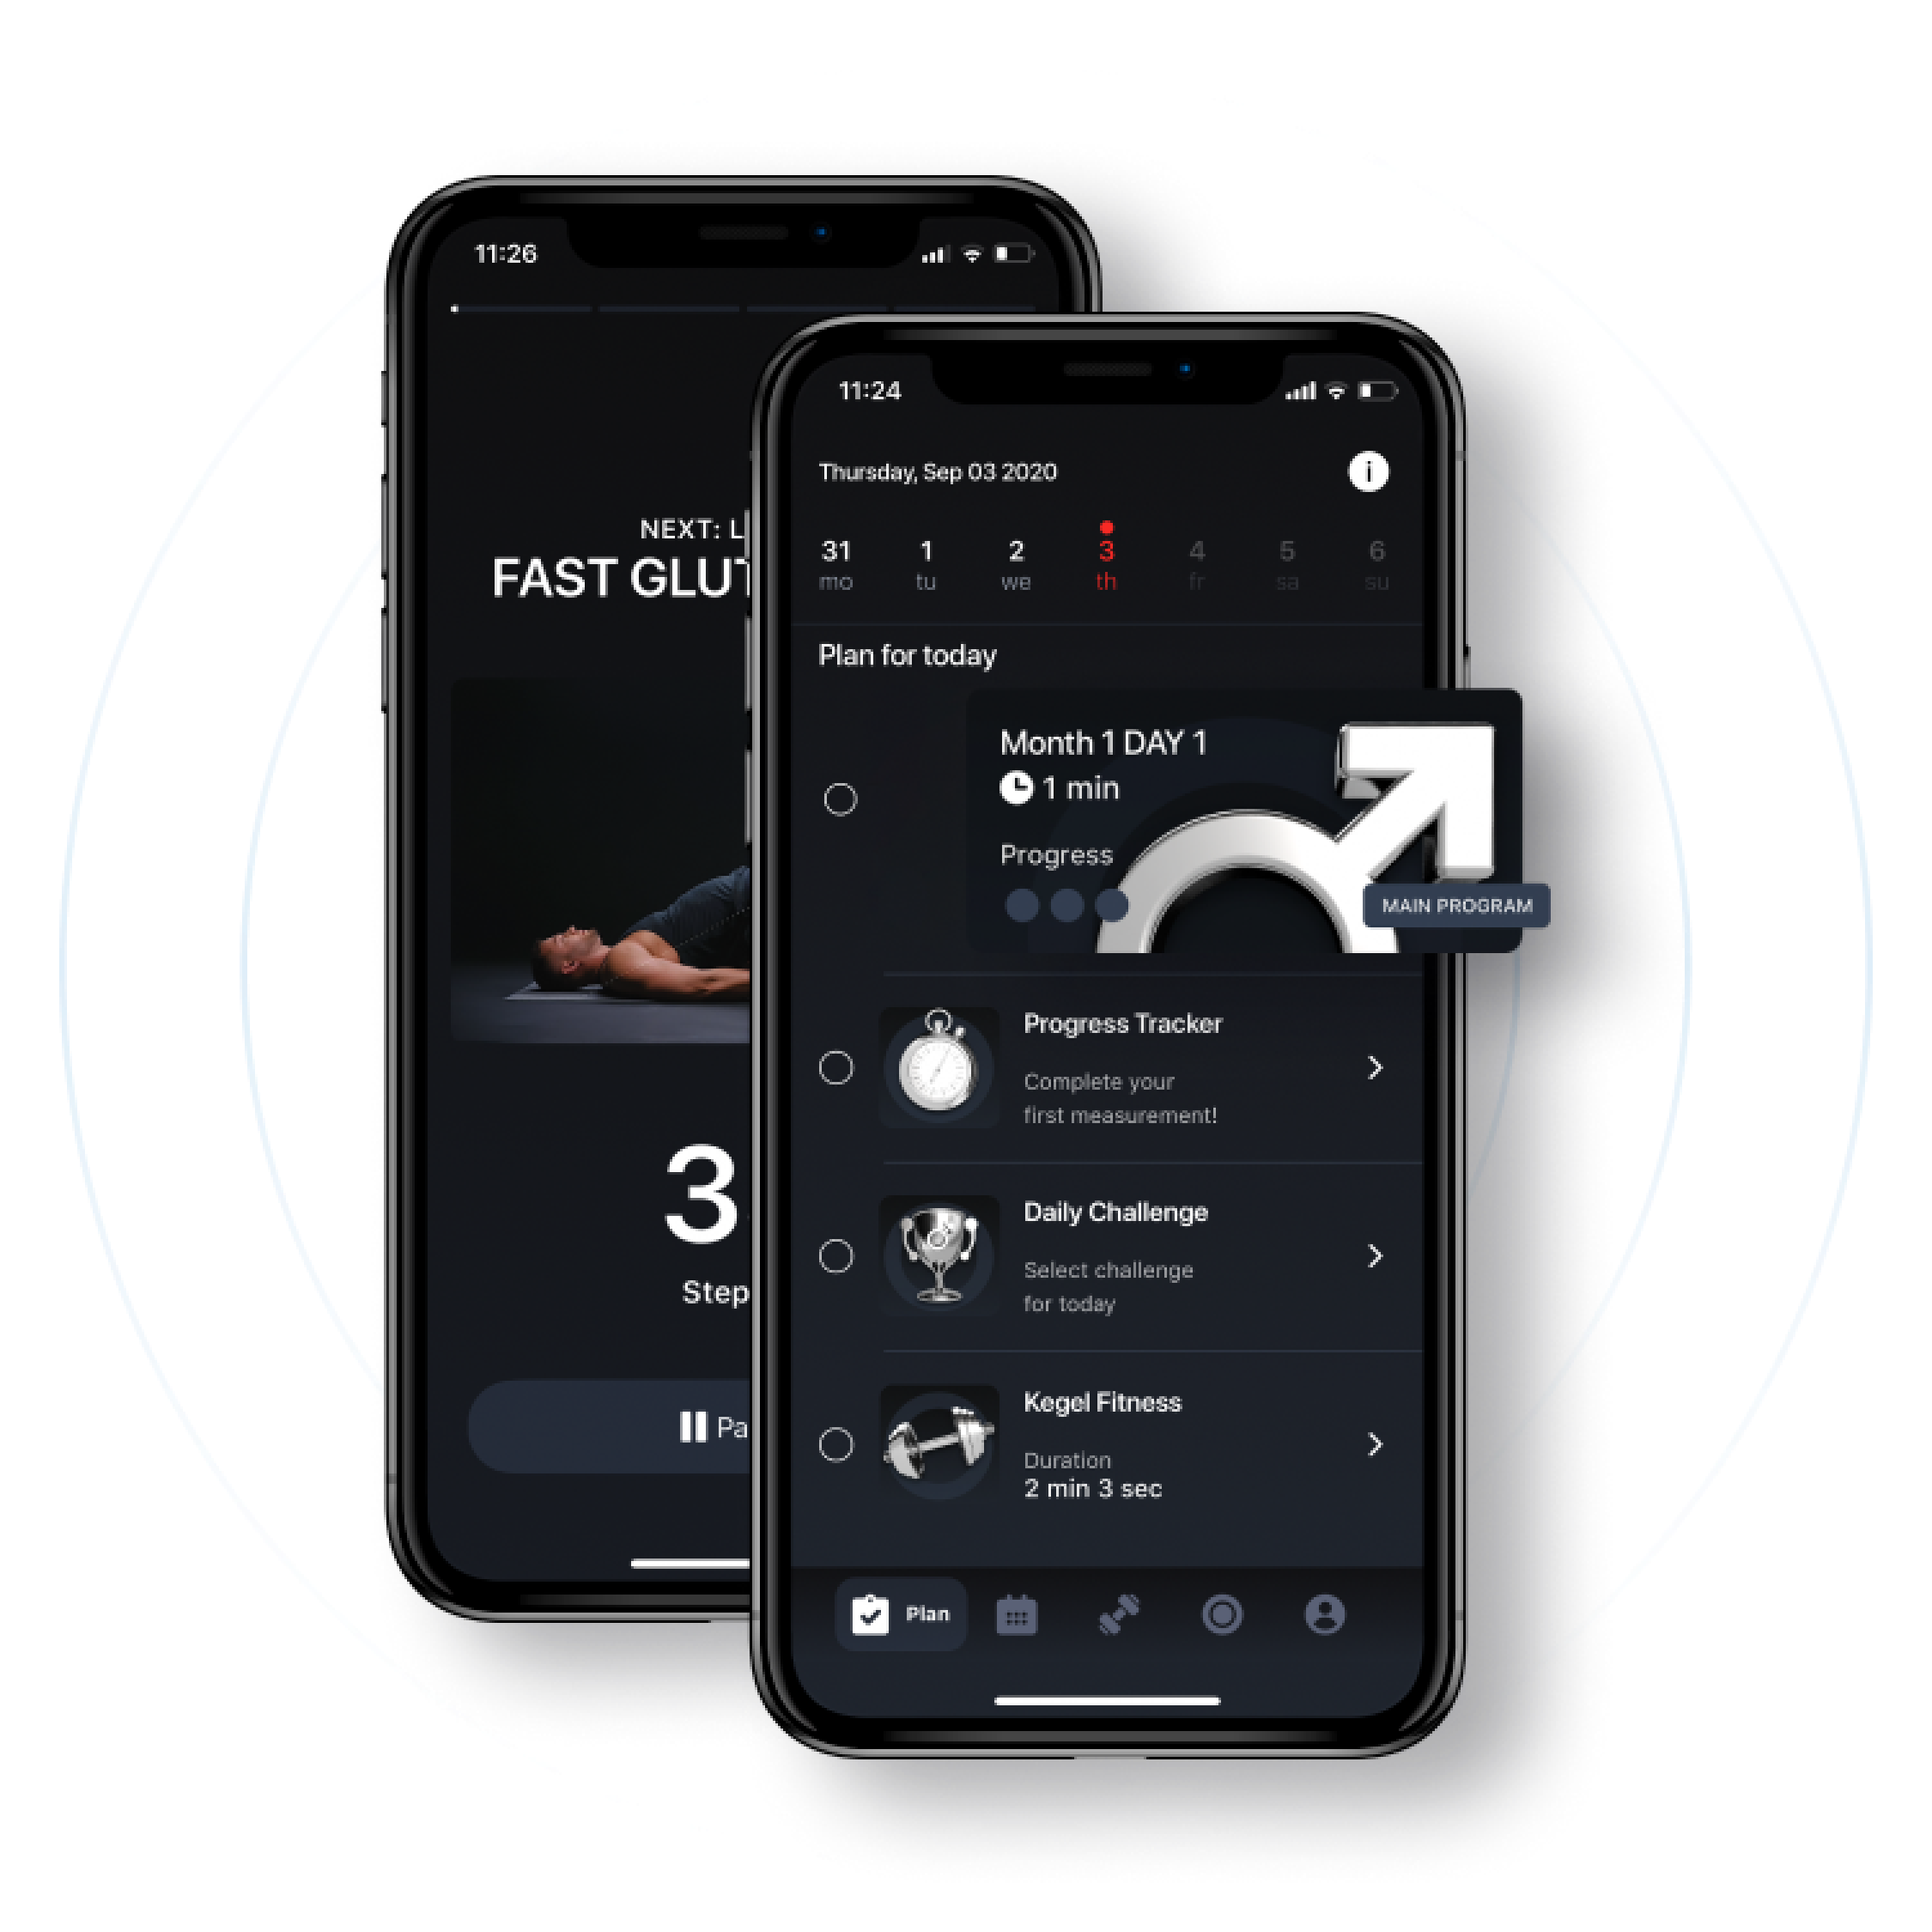 11:26
NEXT: L
FAST GLUT
3
Step
Pa
11:24
Thursday, Sep 03 2020
i
31 1 2 3 4 5 6
mo tu we th fr sa su
Plan for today
Month 1 DAY 1
1 min
Progress
MAIN PROGRAM
Progress Tracker
Complete your
first measurement!
Daily Challenge
Select challenge
for today
Kegel Fitness
Duration
2 min 3 sec
Plan